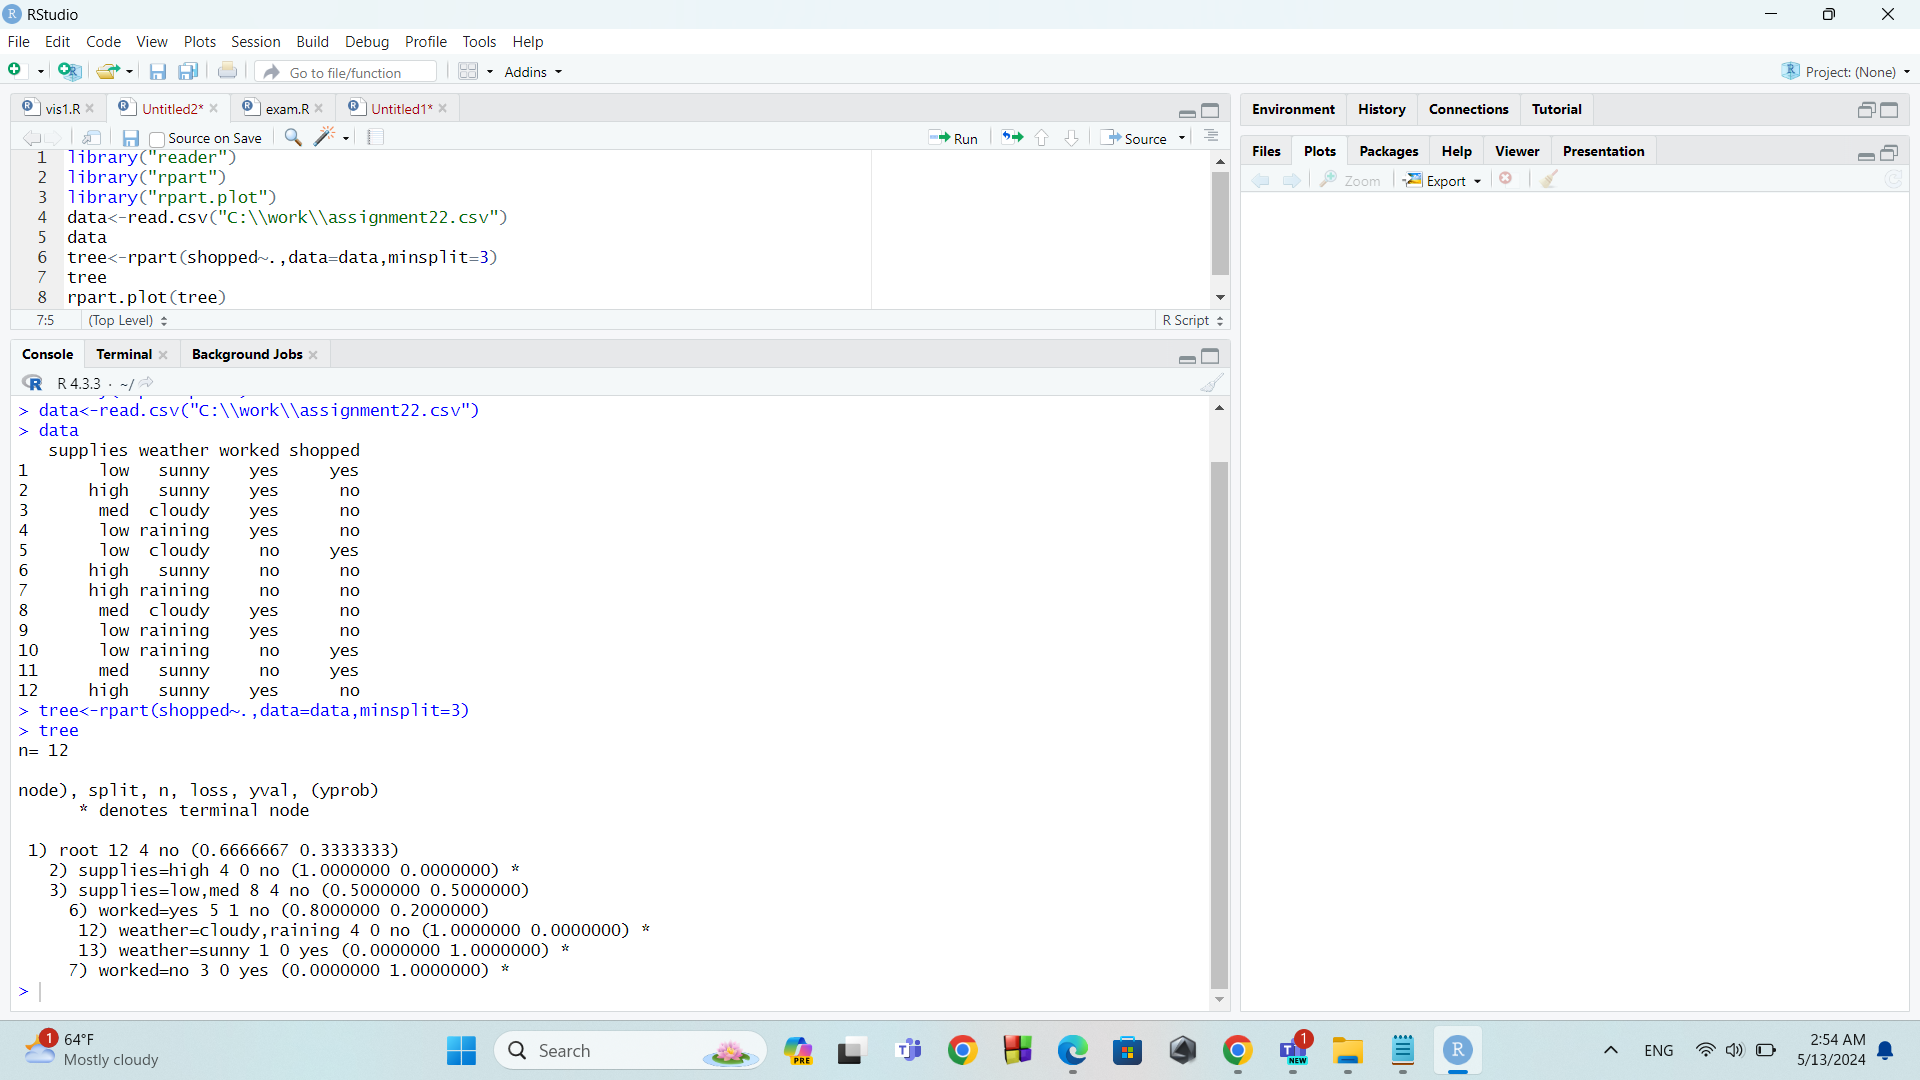 RStudio
File Edit Code View Plots Session Build Debug Profile Tools Help
Go to file/function Addins Project: (None)
vis1.R Untitled2* exam.R Untitled1*
Source on Save Run Source
1 library("reader")
2 library("rpart")
3 library("rpart.plot")
4 data<-read.csv("C:\\work\\assignment22.csv")
5 data
6 tree<-rpart(shopped~.,data=data,minsplit=3)
7 tree
8 rpart.plot(tree)
7:5 (Top Level) R Script
Console Terminal Background Jobs
R 4.3.3 · ~/
> data<-read.csv("C:\\work\\assignment22.csv")
> data
supplies weather worked shopped
1 low sunny yes yes
2 high sunny yes no
3 med cloudy yes no
4 low raining yes no
5 low cloudy no yes
6 high sunny no no
7 high raining no no
8 med cloudy yes no
9 low raining yes no
10 low raining no yes
11 med sunny no yes
12 high sunny yes no
> tree<-rpart(shopped~.,data=data,minsplit=3)
> tree
n= 12
node), split, n, loss, yval, (yprob)
* denotes terminal node
1) root 12 4 no (0.6666667 0.3333333)
2) supplies=high 4 0 no (1.0000000 0.0000000) *
3) supplies=low,med 8 4 no (0.5000000 0.5000000)
6) worked=yes 5 1 no (0.8000000 0.2000000)
12) weather=cloudy,raining 4 0 no (1.0000000 0.0000000) *
13) weather=sunny 1 0 yes (0.0000000 1.0000000) *
7) worked=no 3 0 yes (0.0000000 1.0000000) *
>
Environment History Connections Tutorial
Files Plots Packages Help Viewer Presentation
Zoom Export
1 64°F
Mostly cloudy
Search
PRE
1
NEW
ENG
2:54 AM
5/13/2024